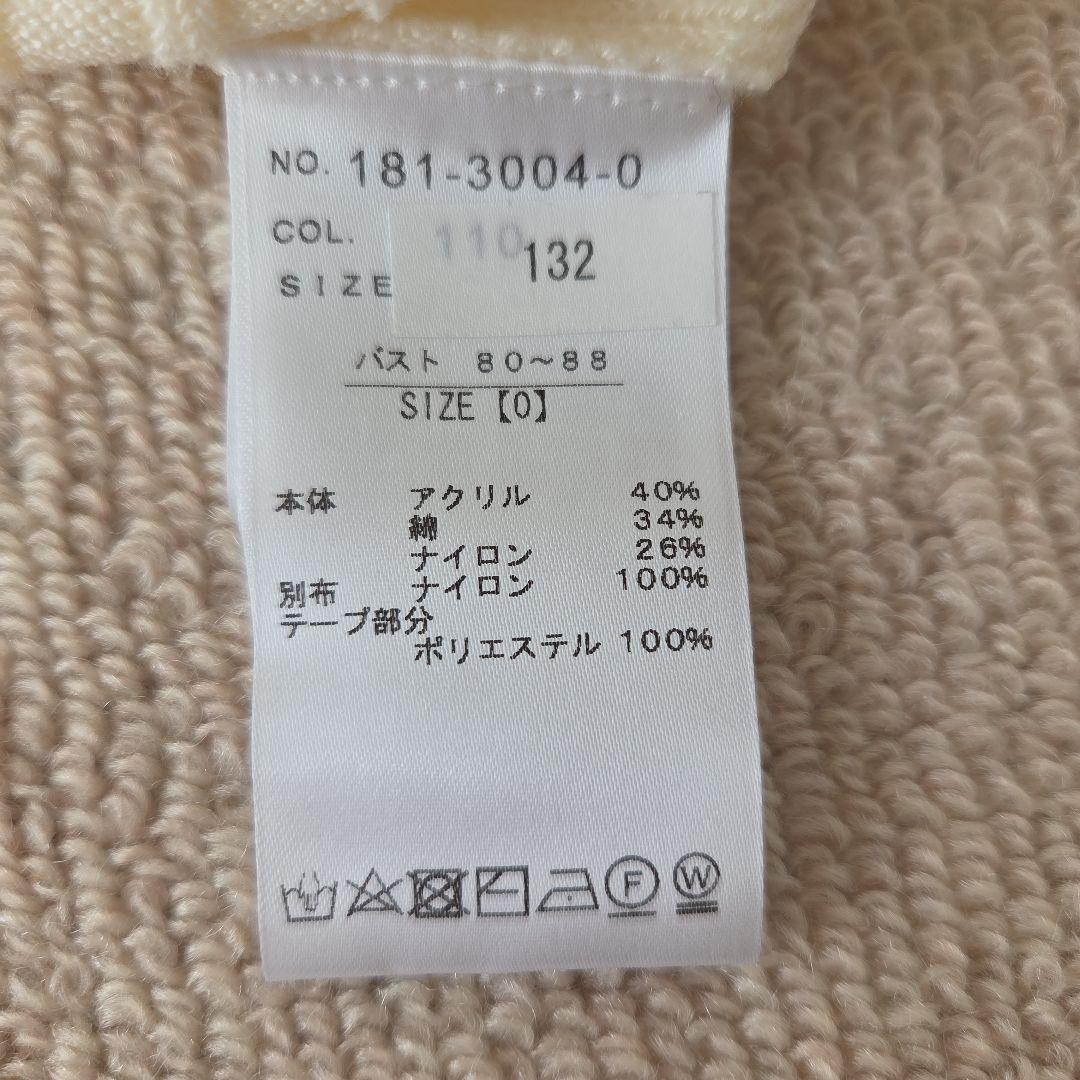 NO. 181-3004-0
COL. 110 132
SIZE
バスト 80～88
SIZE【0】
本体 アクリル 40%
綿 34%
ナイロン 26%
別布 ナイロン 100%
テープ部分
ポリエステル 100%
F W